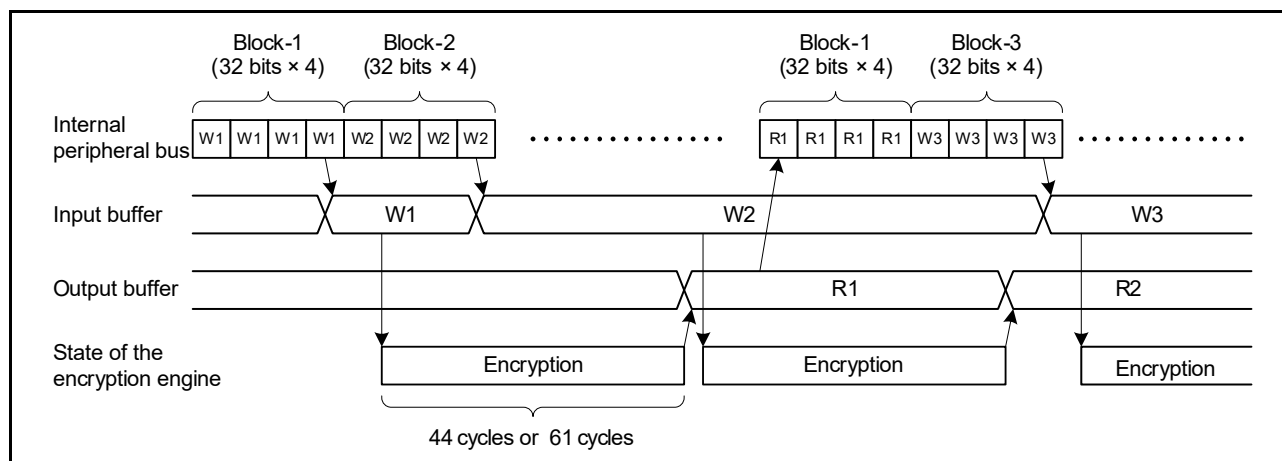 Block-1 Block-2 Block-1 Block-3
(32 bits × 4) (32 bits × 4) (32 bits × 4) (32 bits × 4)
Internal
peripheral bus
W1 W1 W1 W1 W2 W2 W2 W2 R1 R1 R1 R1 W3 W3 W3 W3
Input buffer W1 W2 W3
Output buffer R1 R2
State of the
encryption engine
Encryption Encryption Encryption
44 cycles or 61 cycles